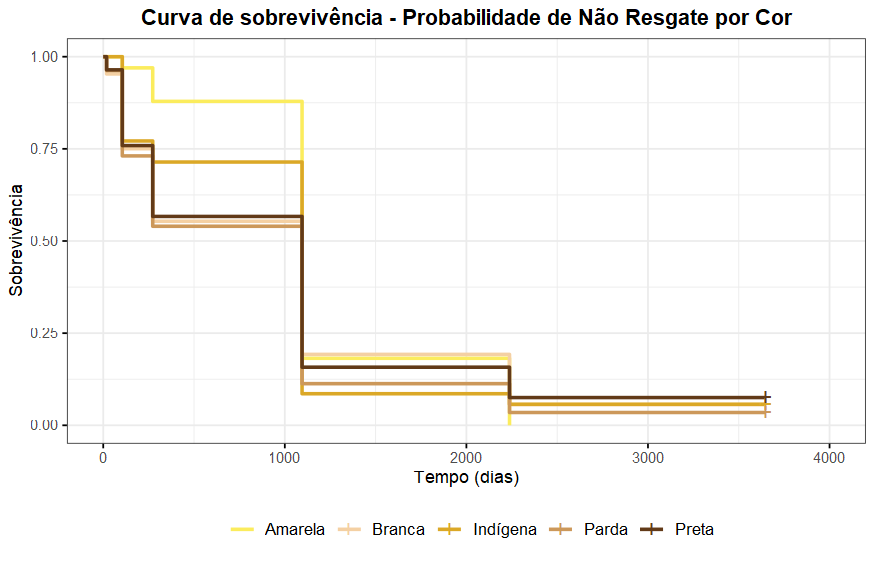 Curva de sobrevivência - Probabilidade de Não Resgate por Cor
1.00
0.75
0.50
0.25
0.00
Sobrevivência
0 1000 2000 3000 4000
Tempo (dias)
Amarela Branca Indígena Parda Preta